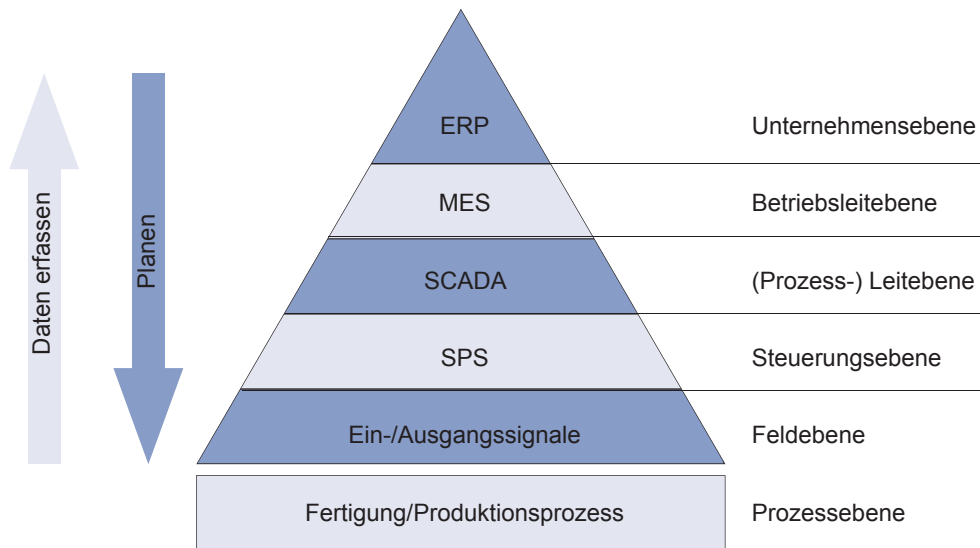 Daten erfassen
Planen
ERP
Unternehmensebene
MES
Betriebsleitebene
SCADA
(Prozess-) Leitebene
SPS
Steuerungsebene
Ein-/Ausgangssignale
Feldebene
Fertigung/Produktionsprozess
Prozessebene